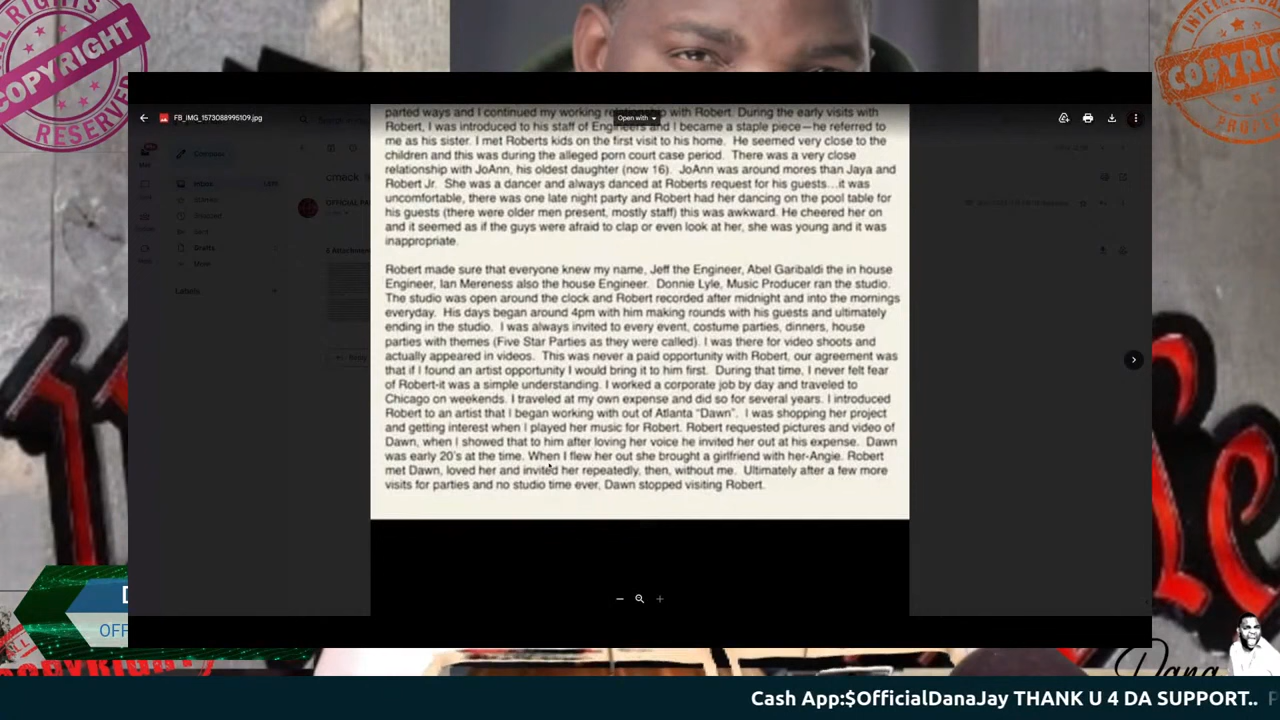 COPYRIGHT
RESERVED
COPYRIGHT
FB_IMG_1573088995109.jpg
Open with
parted ways and I continued my working relationship with Robert. During the early visits with
Robert, I was introduced to his staff of Engineers and I became a staple piece—he referred to
me as his sister. I met Roberts kids on the first visit to his home. He seemed very close to the
children and this was during the alleged porn court case period. There was a very close
relationship with JoAnn, his oldest daughter (now 16). JoAnn was around mores than Jaya and
Robert Jr. She was a dancer and always danced at Roberts request for his guests...it was
uncomfortable, there was one late night party and Robert had her dancing on the pool table for
his guests (there were older men present, mostly staff) this was awkward. He cheered her on
and it seemed as if the guys were afraid to clap or even look at her, she was young and it was
inappropriate.
Robert made sure that everyone knew my name, Jeff the Engineer, Abel Garibaldi the in house
Engineer, Ian Mereness also the house Engineer. Donnie Lyle, Music Producer ran the studio.
The studio was open around the clock and Robert recorded after midnight and into the mornings
everyday. His days began around 4pm with him making rounds with his guests and ultimately
ending in the studio. I was always invited to every event, costume parties, dinners, house
parties with themes (Five Star Parties as they were called). I was there for video shoots and
actually appeared in videos. This was never a paid opportunity with Robert, our agreement was
that if I found an artist opportunity I would bring it to him first. During that time, I never felt fear
of Robert-it was a simple understanding. I worked a corporate job by day and traveled to
Chicago on weekends. I traveled at my own expense and did so for several years. I introduced
Robert to an artist that I began working with out of Atlanta “Dawn”. I was shopping her project
and getting interest when I played her music for Robert. Robert requested pictures and video of
Dawn, when I showed that to him after loving her voice he invited her out at his expense. Dawn
was early 20's at the time. When I flew her out she brought a girlfriend with her-Angie. Robert
met Dawn, loved her and invited her repeatedly, then, without me. Ultimately after a few more
visits for parties and no studio time ever, Dawn stopped visiting Robert.
Compose
Inbox
Sent
Drafts
More
Labels
D
OFF
Dana
Cash App:$OfficialDanaJay THANK U 4 DA SUPPORT..